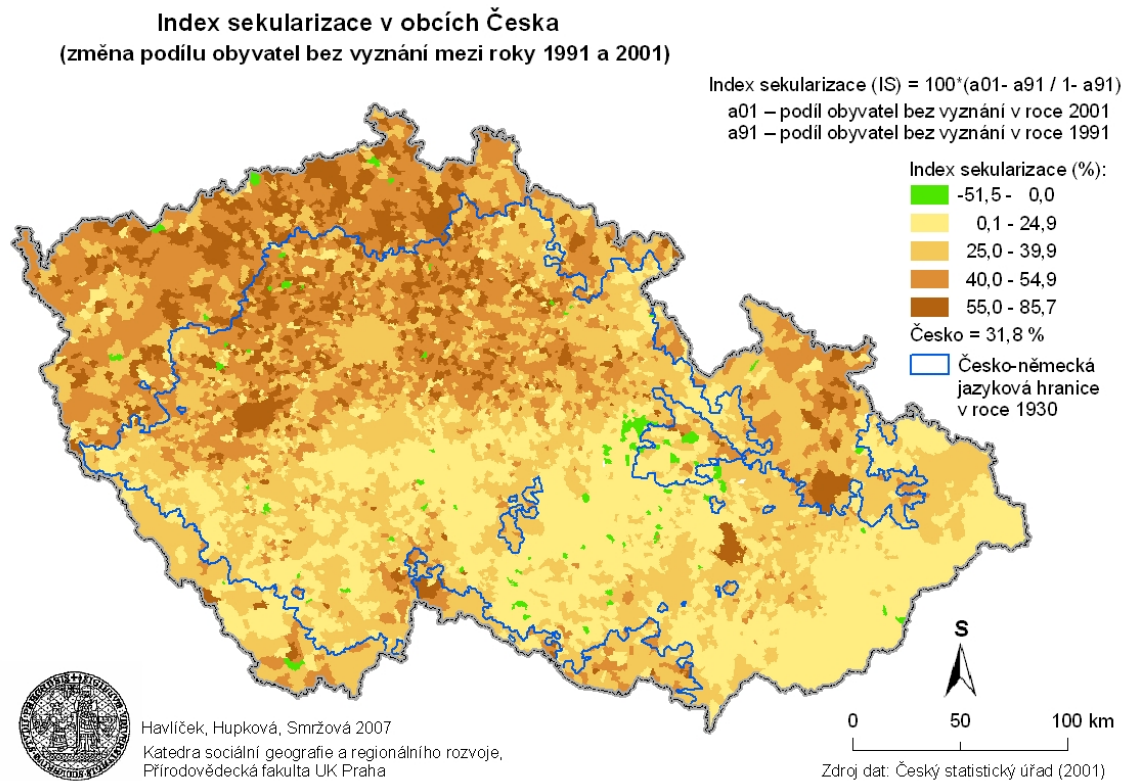 Index sekularizace v obcích Česka
(změna podílu obyvatel bez vyznání mezi roky 1991 a 2001)
Index sekularizace (IS) = 100*(a01- a91 / 1- a91)
a01 – podíl obyvatel bez vyznání v roce 2001
a91 – podíl obyvatel bez vyznání v roce 1991
Index sekularizace (%):
-51,5 - 0,0
0,1 - 24,9
25,0 - 39,9
40,0 - 54,9
55,0 - 85,7
Česko = 31,8 %
Česko-německá
jazyková hranice
v roce 1930
S
0 50 100 km
Havlíček, Hupková, Smržová 2007
Katedra sociální geografie a regionálního rozvoje,
Přírodovědecká fakulta UK Praha
Zdroj dat: Český statistický úřad (2001)